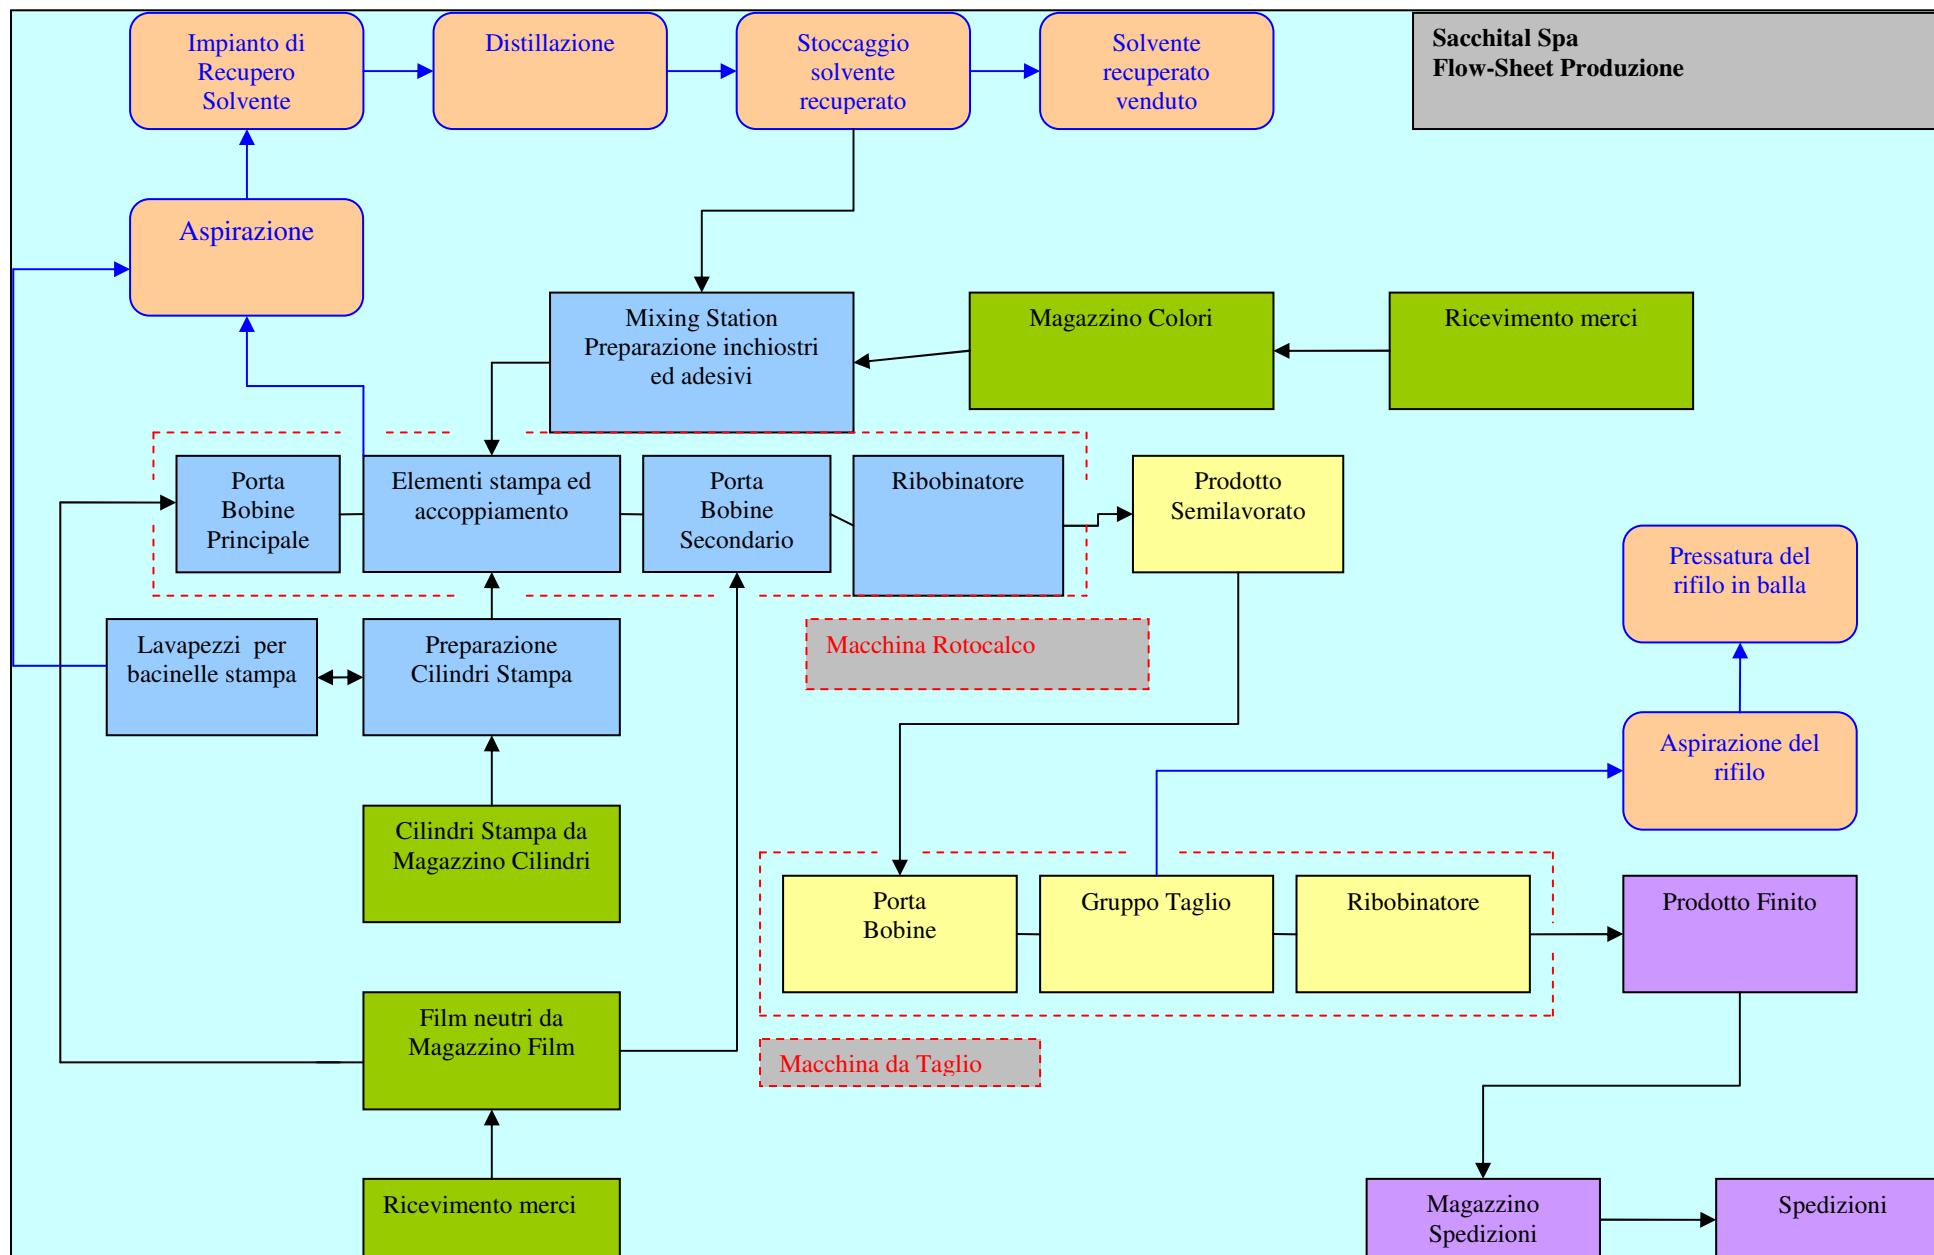 Impianto di
Recupero
Solvente
Distillazione
Stoccaggio
solvente
recuperato
Solvente
recuperato
venduto
Sacchital Spa
Flow-Sheet Produzione
Aspirazione
Mixing Station
Preparazione inchiostri
ed adesivi
Magazzino Colori
Ricevimento merci
Porta
Bobine
Principale
Elementi stampa ed
accoppiamento
Porta
Bobine
Secondario
Ribobinatore
Prodotto
Semilavorato
Pressatura del
rifilo in balla
Lavapezzi per
bacinelle stampa
Preparazione
Cilindri Stampa
Macchina Rotocalco
Aspirazione del
rifilo
Cilindri Stampa da
Magazzino Cilindri
Porta
Bobine
Gruppo Taglio
Ribobinatore
Prodotto Finito
Film neutri da
Magazzino Film
Macchina da Taglio
Ricevimento merci
Magazzino
Spedizioni
Spedizioni